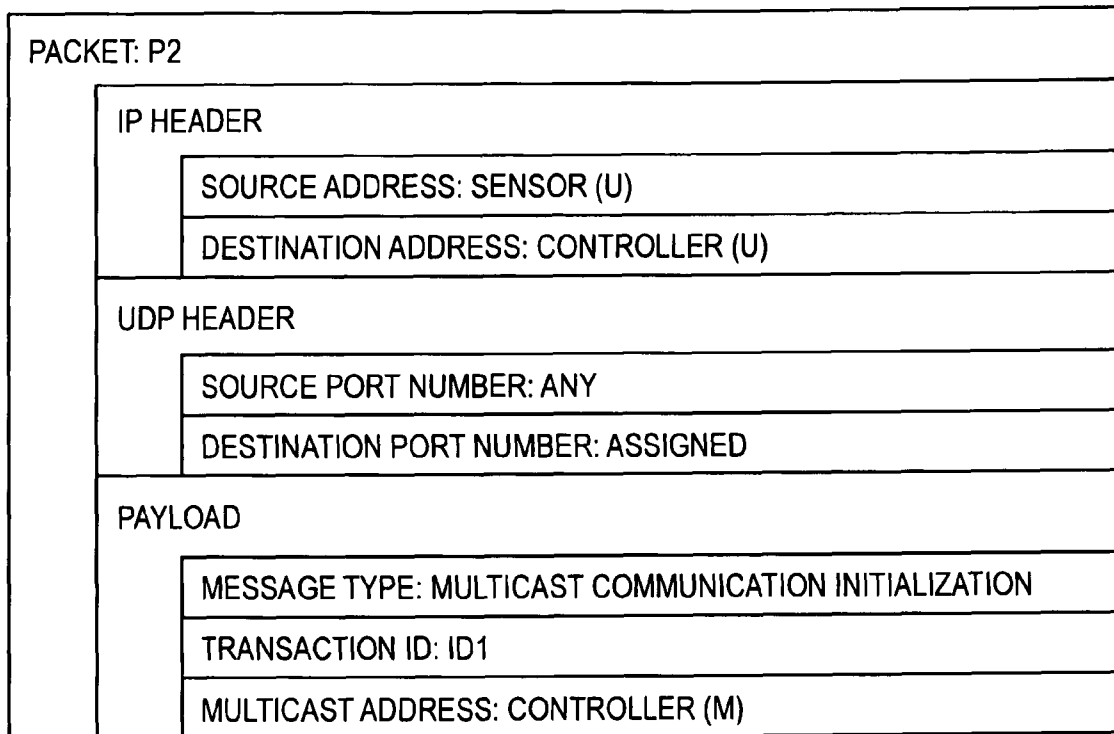 PACKET: P2
IP HEADER
SOURCE ADDRESS: SENSOR (U)
DESTINATION ADDRESS: CONTROLLER (U)
UDP HEADER
SOURCE PORT NUMBER: ANY
DESTINATION PORT NUMBER: ASSIGNED
PAYLOAD
MESSAGE TYPE: MULTICAST COMMUNICATION INITIALIZATION
TRANSACTION ID: ID1
MULTICAST ADDRESS: CONTROLLER (M)